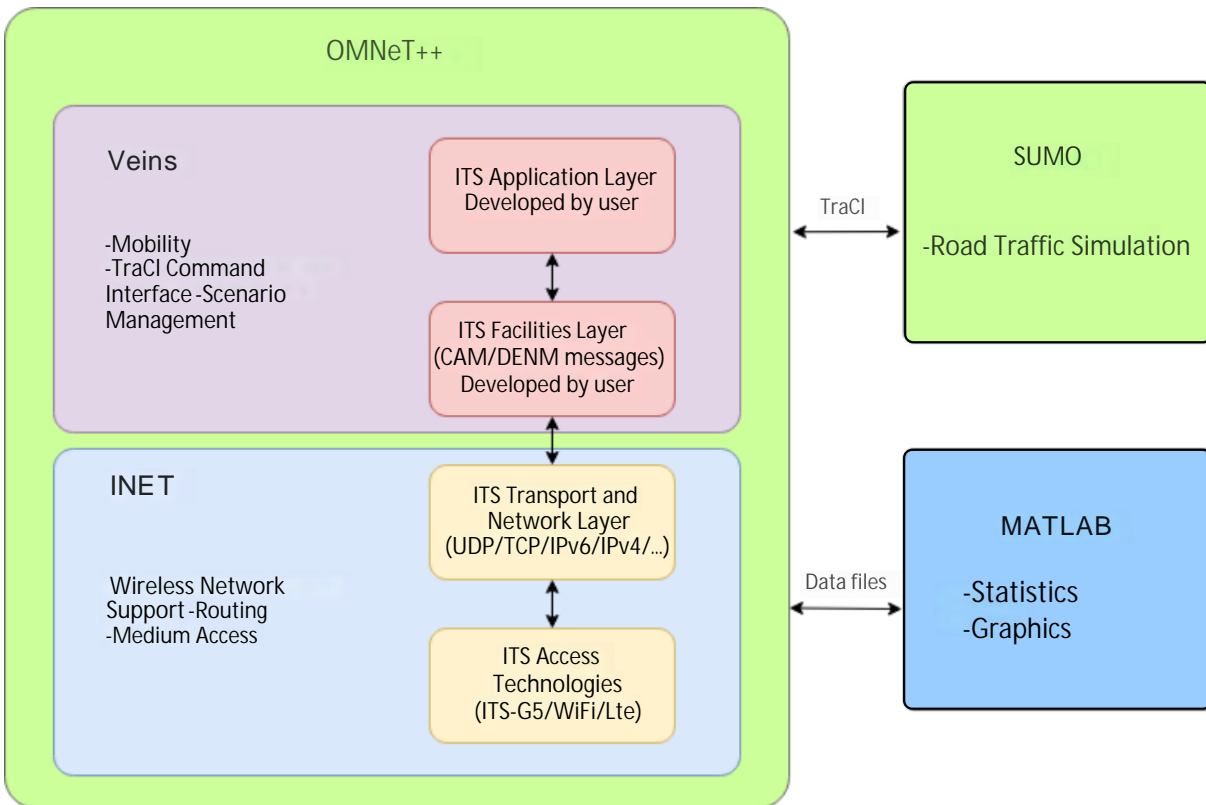 OMNeT++
Veins
-Mobility
-TraCI Command
Interface -Scenario
Management
ITS Application Layer
Developed by user
ITS Facilities Layer
(CAM/DENM messages)
Developed by user
INET
Wireless Network
Support -Routing
-Medium Access
ITS Transport and
Network Layer
(UDP/TCP/IPv6/IPv4/...)
ITS Access
Technologies
(ITS-G5/WiFi/Lte)
TraCI
SUMO
-Road Traffic Simulation
Data files
MATLAB
-Statistics
-Graphics